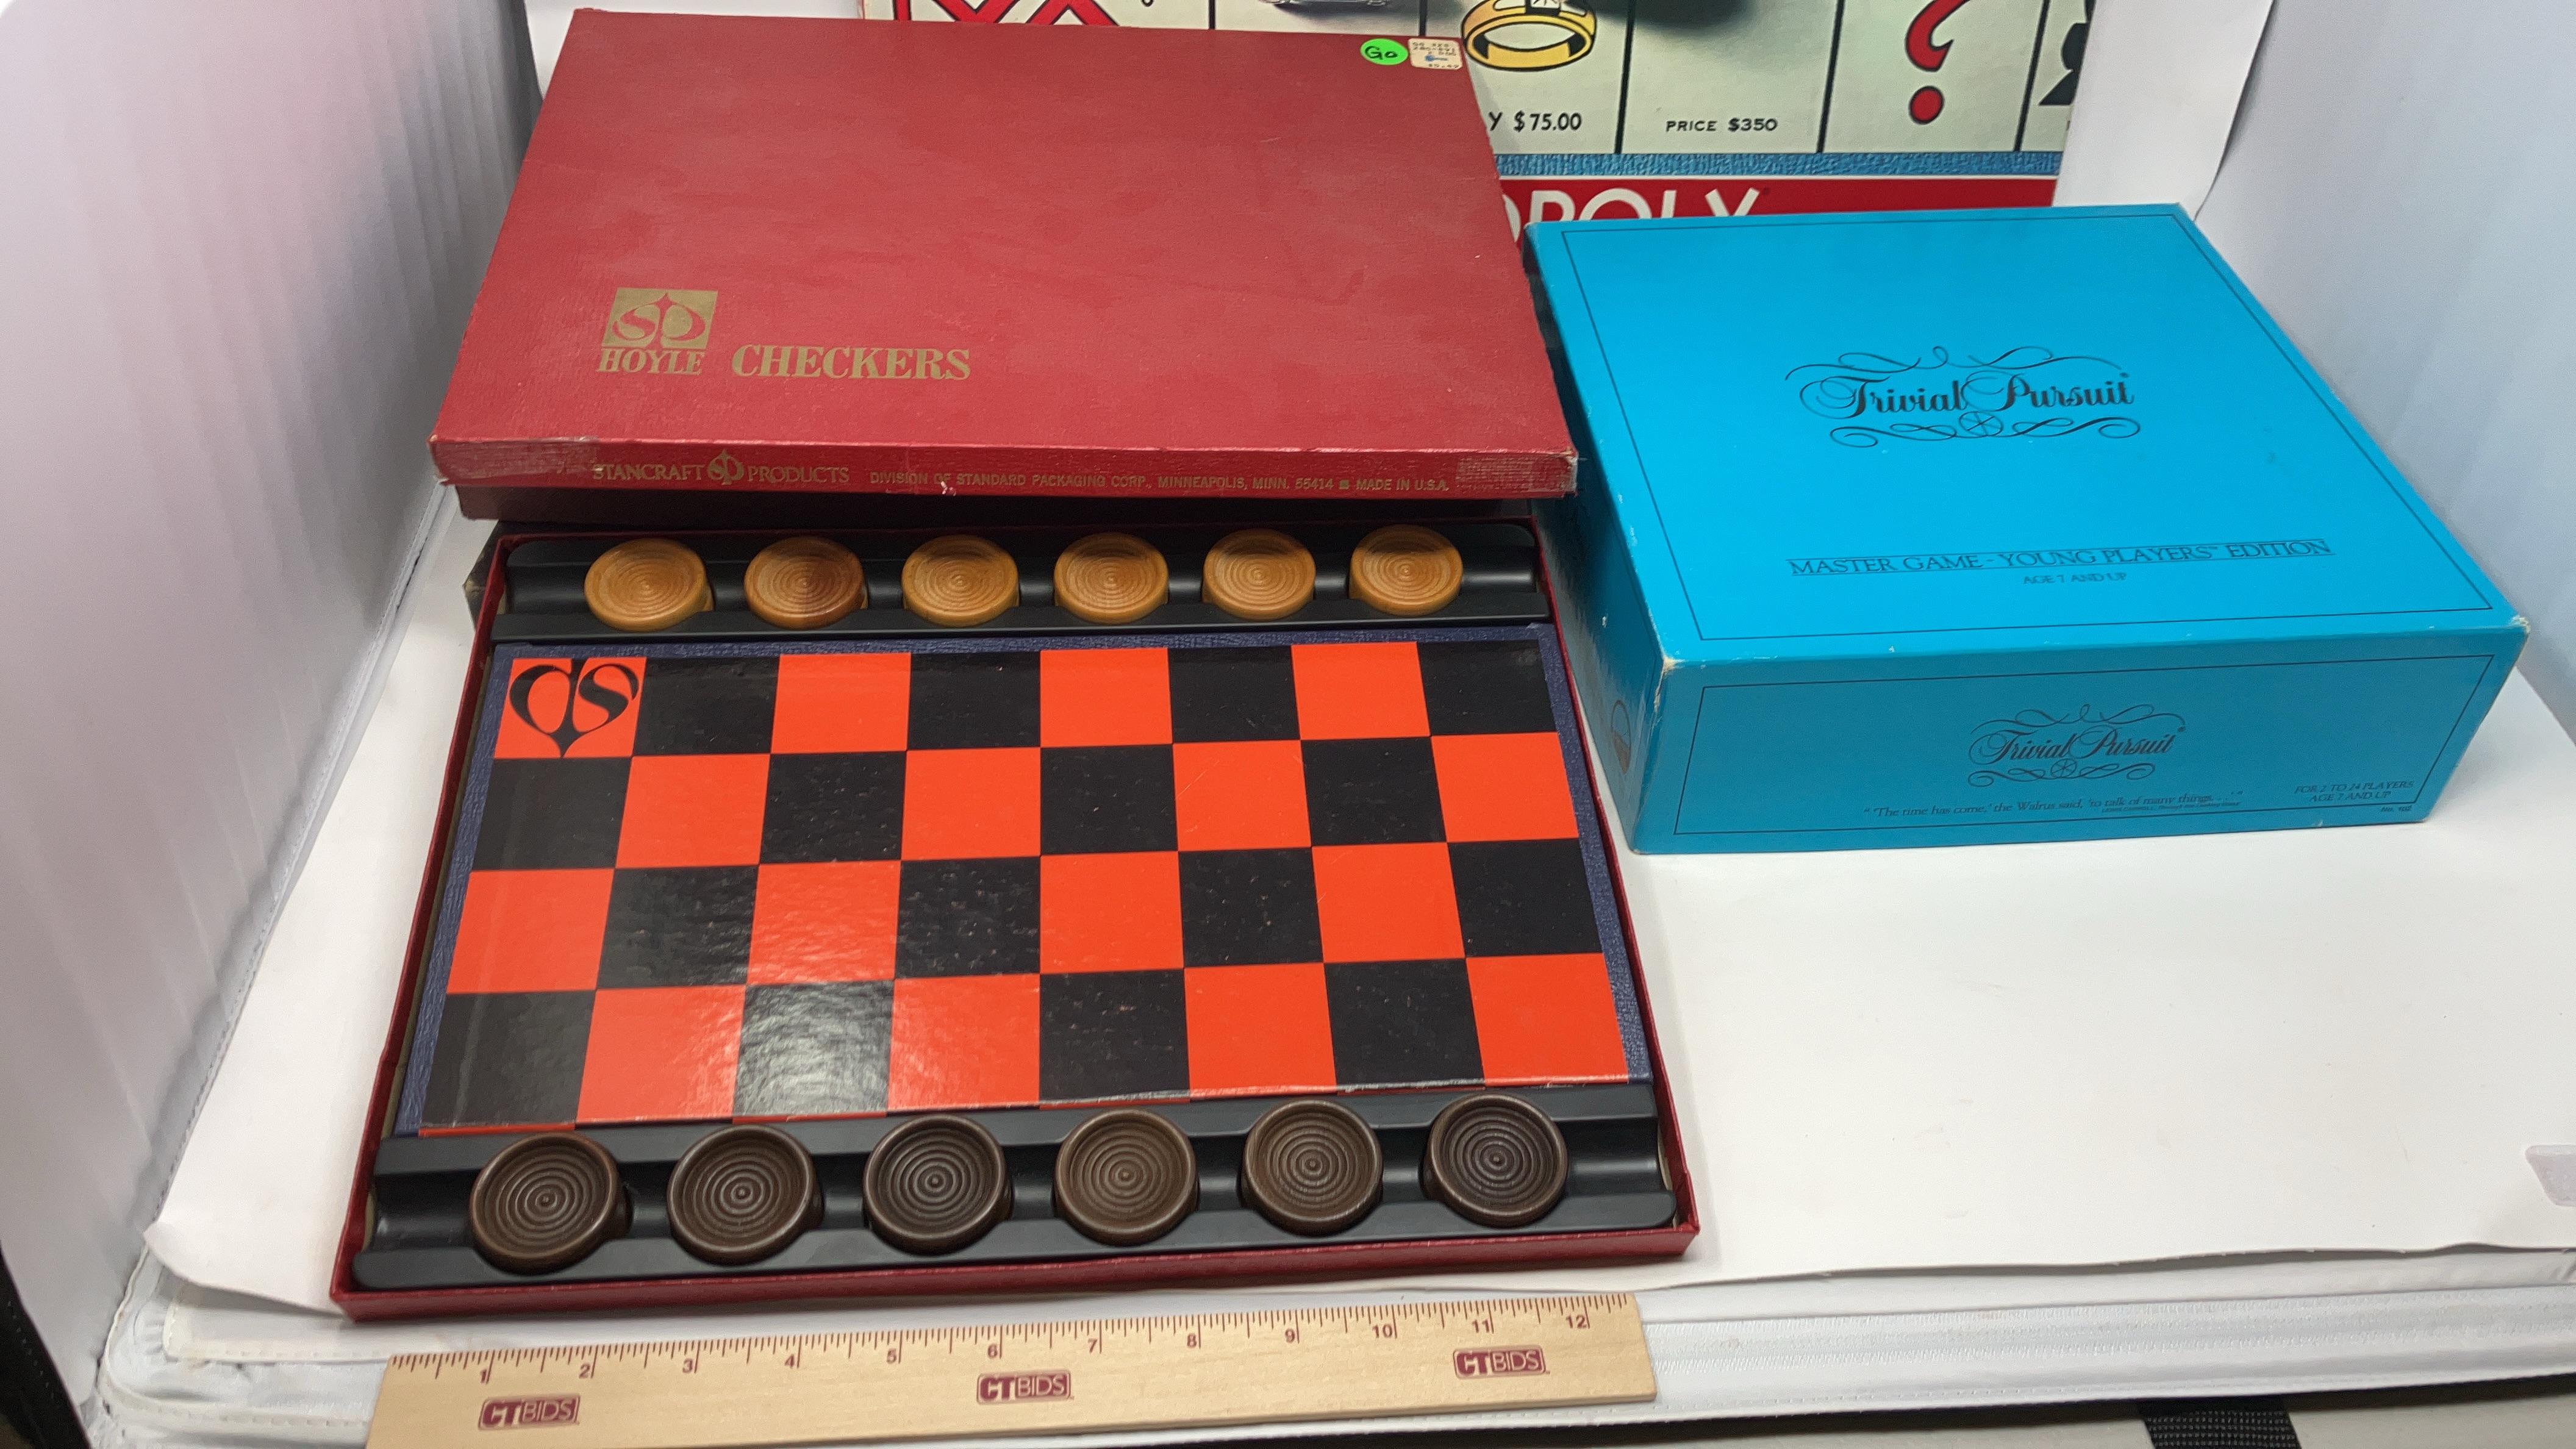 Go
Y $75.00
PRICE $350
OPOLY
HOYLE CHECKERS
STANCRAFT PRODUCTS DIVISION OF STANDARD PACKAGING CORP., MINNEAPOLIS, MINN. 55414 MADE IN U.S.A.
Trivial Pursuit®
MASTER GAME - YOUNG PLAYERS™ EDITION
AGE 7 AND UP
Trivial Pursuit®
"'The time has come,' the Walrus said, 'to talk of many things. . .'"
FOR 2 TO 24 PLAYERS
AGE 7 AND UP
1 2 3 4 5 6 7 8 9 10 11 12
CTBIDS CTBIDS CTBIDS